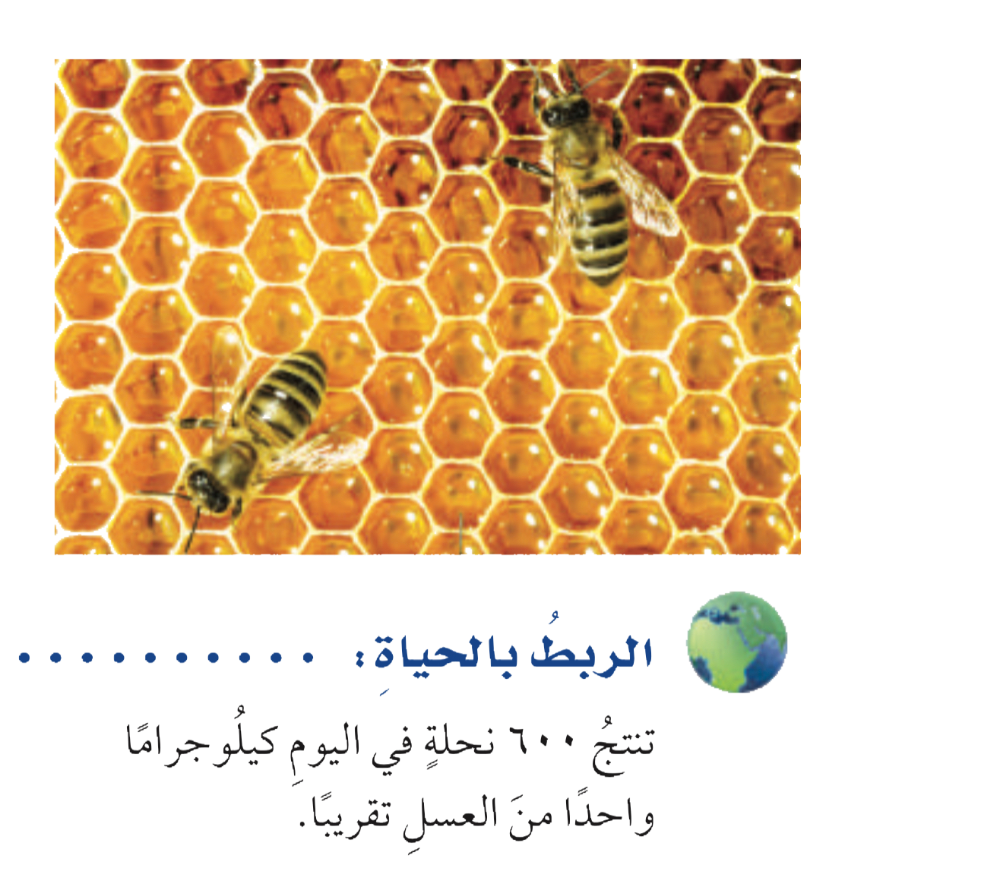 الربطُ بالحياةِ: . . . . . . . . . .
تنتجُ ٦٠٠ نحلةٍ في اليومِ كيلُوجرامًا
واحدًا منَ العسلِ تقريبًا.